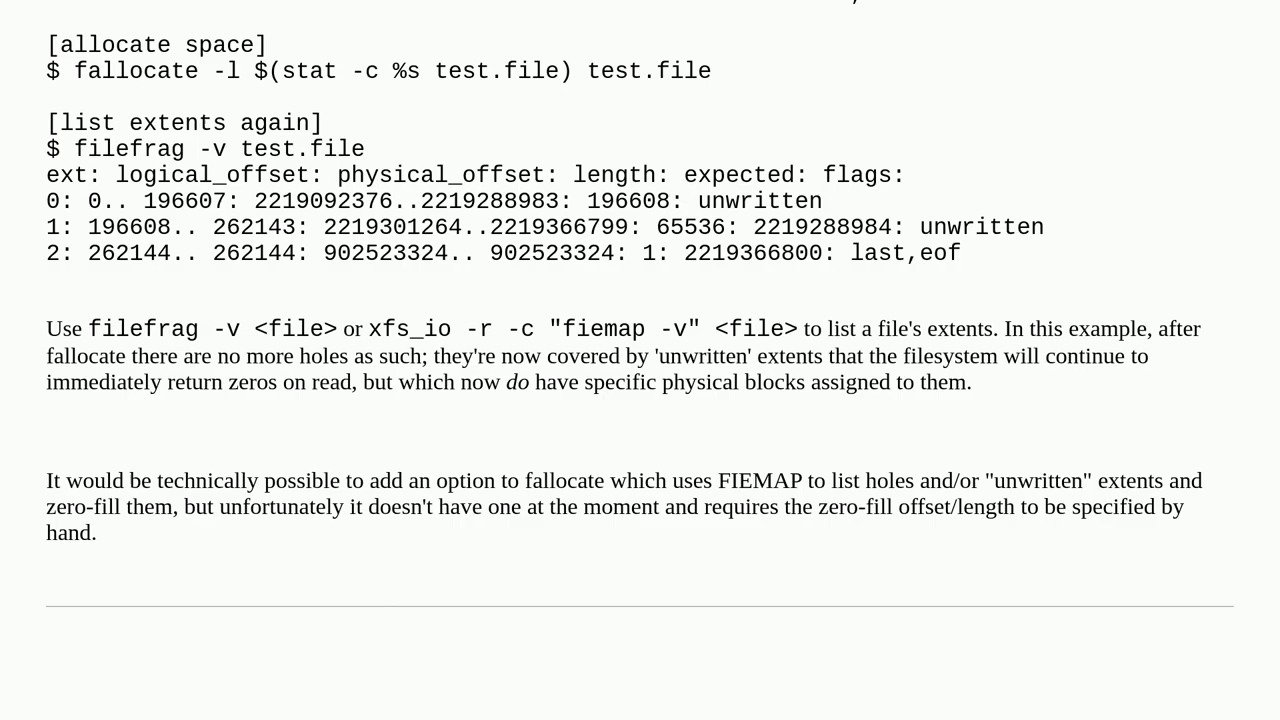 [allocate space]
$ fallocate -l $(stat -c %s test.file) test.file
[list extents again]
$ filefrag -v test.file
ext: logical_offset: physical_offset: length: expected: flags:
0: 0.. 196607: 2219092376..2219288983: 196608: unwritten
1: 196608.. 262143: 2219301264..2219366799: 65536: 2219288984: unwritten
2: 262144.. 262144: 902523324.. 902523324: 1: 2219366800: last,eof
Use filefrag -v <file> or xfs_io -r -c "fiemap -v" <file> to list a file's extents. In this example, after
fallocate there are no more holes as such; they're now covered by 'unwritten' extents that the filesystem will continue to
immediately return zeros on read, but which now do have specific physical blocks assigned to them.
It would be technically possible to add an option to fallocate which uses FIEMAP to list holes and/or "unwritten" extents and
zero-fill them, but unfortunately it doesn't have one at the moment and requires the zero-fill offset/length to be specified by
hand.